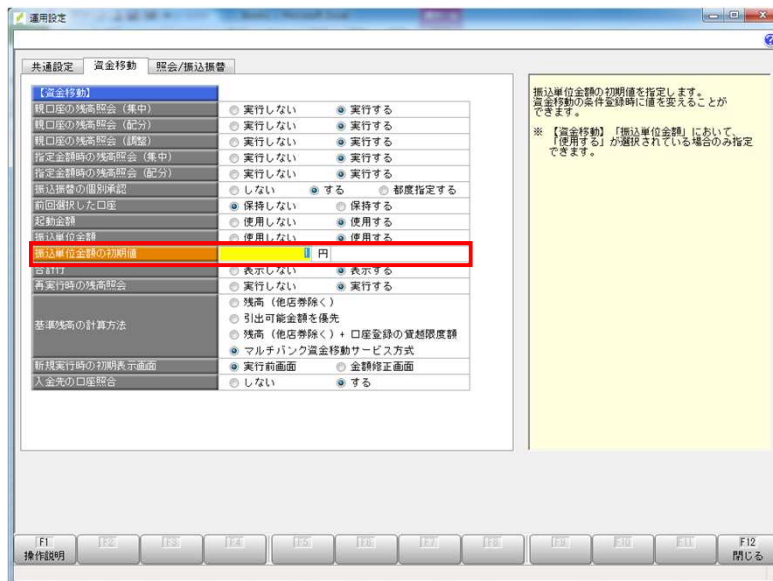 運用設定
共通設定 資金移動 照会/振込振替
【資金移動】
親口座の残高照会（集中） 実行しない 実行する
親口座の残高照会（配分） 実行しない 実行する
親口座の残高照会（調整） 実行しない 実行する
指定金額時の残高照会（集中） 実行しない 実行する
指定金額時の残高照会（配分） 実行しない 実行する
振込振替の個別承認 しない する 都度指定する
前回選択した口座 保持しない 保持する
起動金額 使用しない 使用する
振込単位金額 使用しない 使用する
振込単位金額の初期値 円
合計行 表示しない 表示する
再実行時の残高照会 実行しない 実行する
基準残高の計算方法
残高（他店券除く）
引出可能金額を優先
残高（他店券除く）+ 口座登録の貸越限度額
マルチバンク資金移動サービス方式
新規実行時の初期表示画面 実行前画面 金額修正画面
入金先の口座照合 しない する
振込単位金額の初期値を指定します。
資金移動の条件登録時に値を変えることが
できます。
※ 【資金移動】「振込単位金額」において、
「使用する」が選択されている場合のみ指定
できます。
F1 F2 F3 F4 F5 F6 F7 F8 F9 F10 F11 F12
操作説明 閉じる